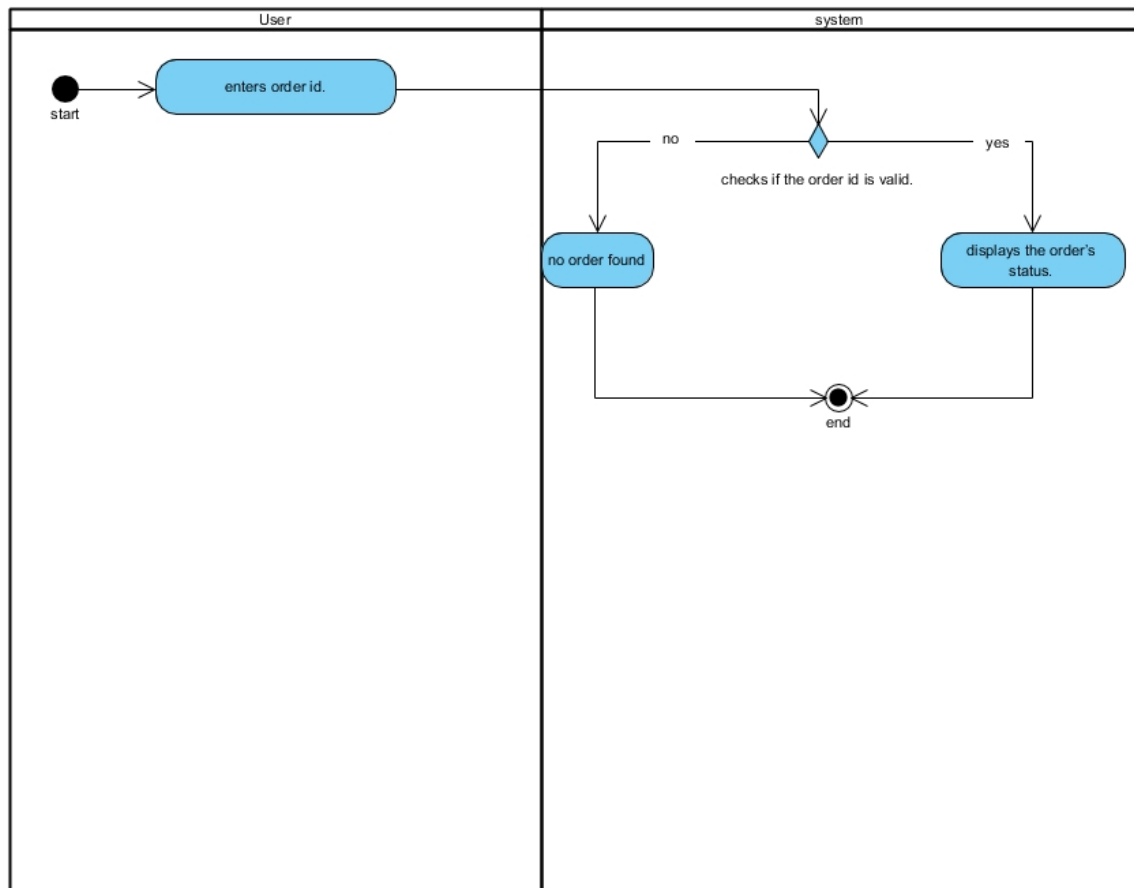 User
system
enters order id.
start
no
yes
checks if the order id is valid.
no order found
displays the order's
status.
end